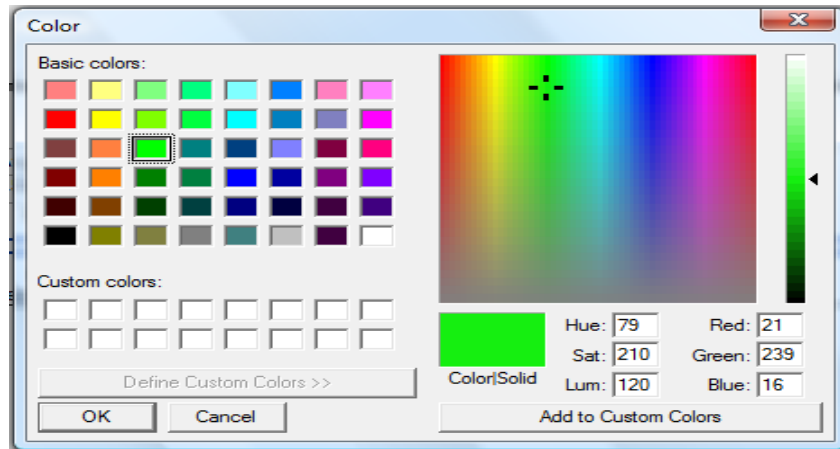 Color
Basic colors:
Custom colors:
Define Custom Colors >>
OK Cancel
Color|Solid
Hue: 79 Red: 21
Sat: 210 Green: 239
Lum: 120 Blue: 16
Add to Custom Colors